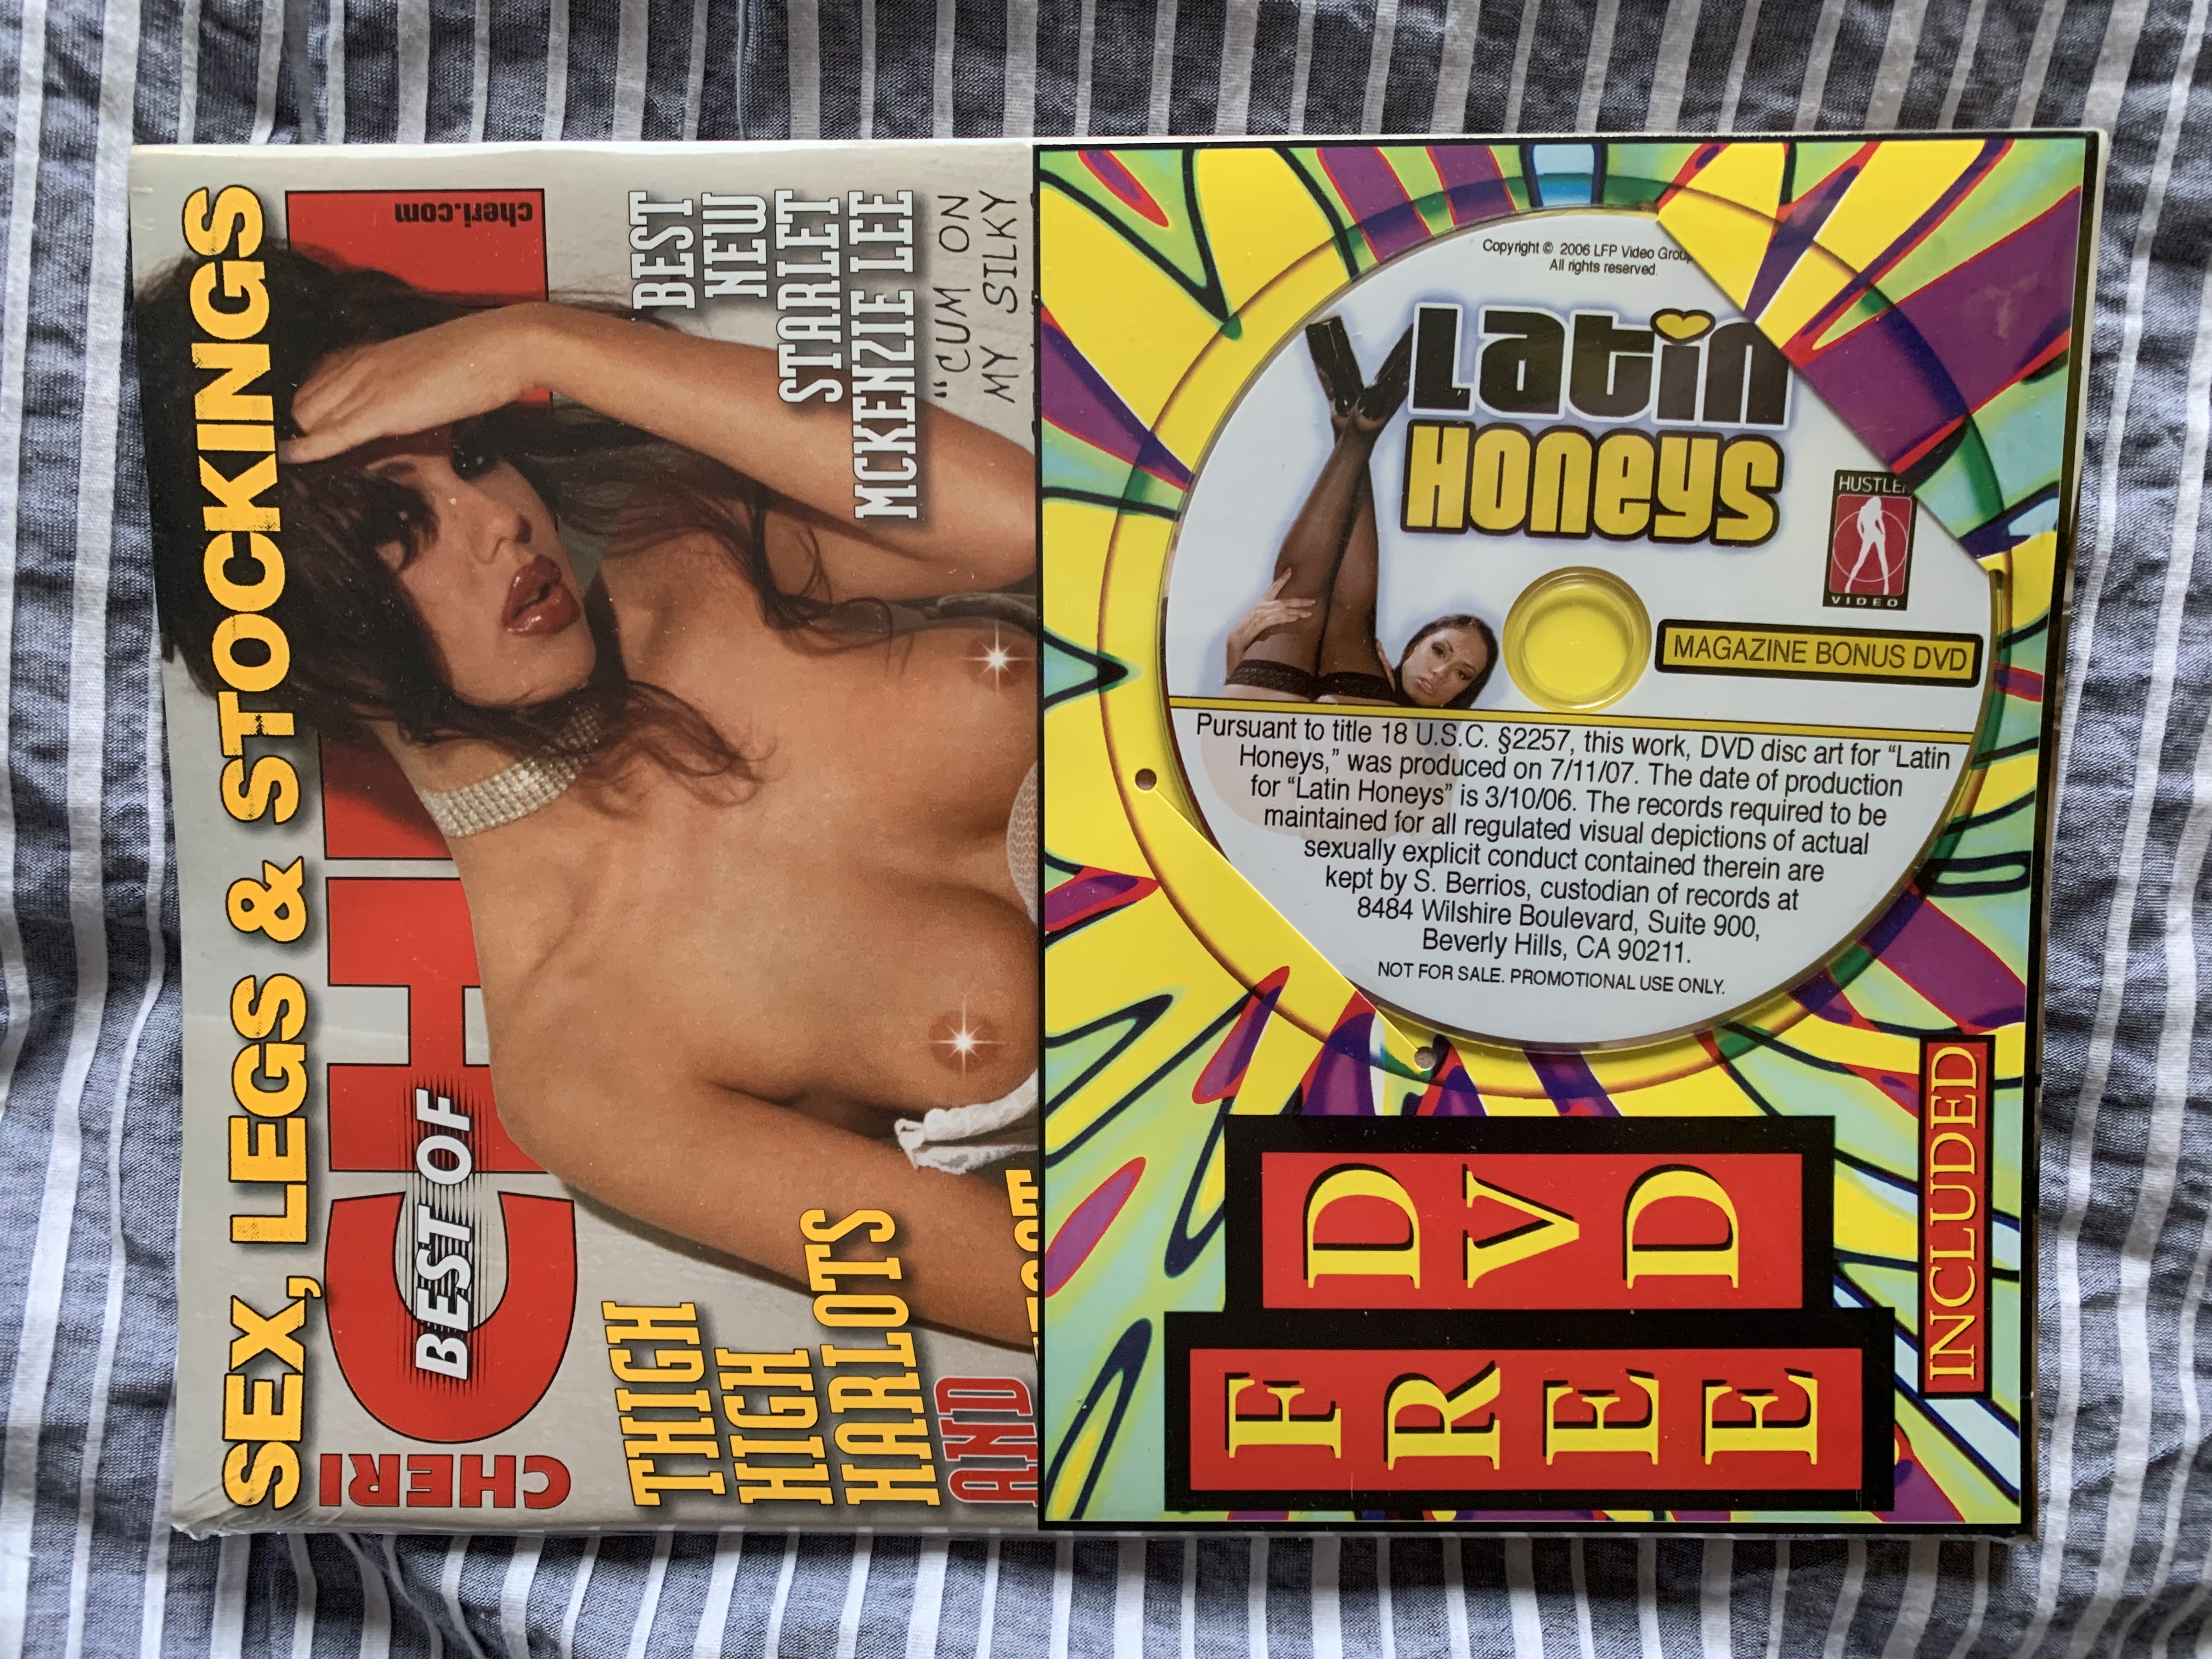 SEX, LEGS & STOCKINGS
CHERI
BEST OF
CH
I
cheri.com
BEST
NEW
STARLET
MCKENZIE LEE
"CUM ON
MY SILKY
THIGH
HIGH
HARLOTS
AND
Copyright © 2006 LFP Video Group
All rights reserved.
Latin
Honeys
HUSTLER
VIDEO
MAGAZINE BONUS DVD
Pursuant to title 18 U.S.C. §2257, this work, DVD disc art for “Latin
Honeys,” was produced on 7/11/07. The date of production
for “Latin Honeys” is 3/10/06. The records required to be
maintained for all regulated visual depictions of actual
sexually explicit conduct contained therein are
kept by S. Berrios, custodian of records at
8484 Wilshire Boulevard, Suite 900,
Beverly Hills, CA 90211.
NOT FOR SALE. PROMOTIONAL USE ONLY.
FREE
DVD
INCLUDED